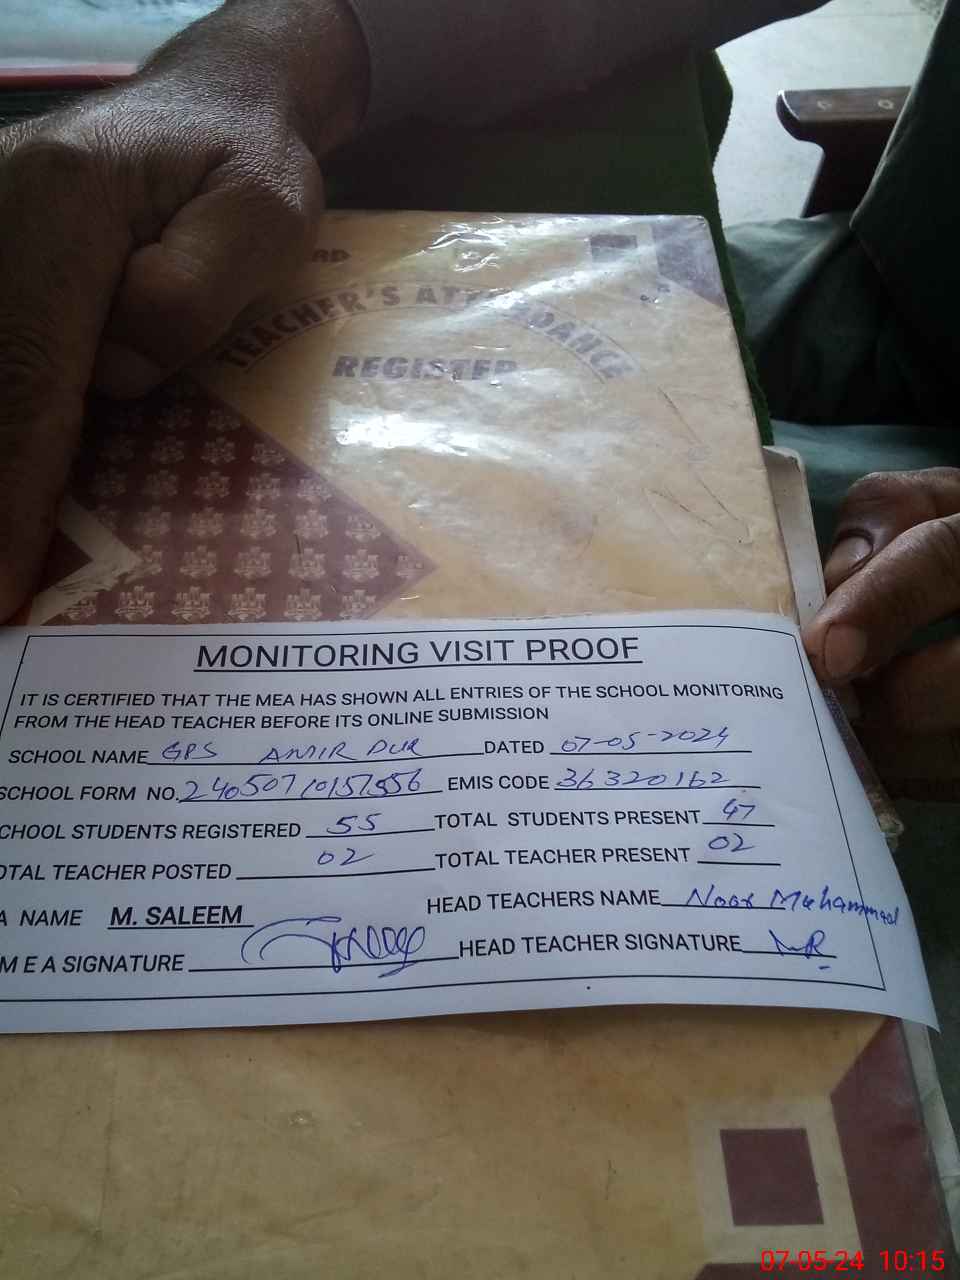 TEACHER'S ATTENDANCE
REGISTER
MONITORING VISIT PROOF
IT IS CERTIFIED THAT THE MEA HAS SHOWN ALL ENTRIES OF THE SCHOOL MONITORING
FROM THE HEAD TEACHER BEFORE ITS ONLINE SUBMISSION
SCHOOL NAME GPS AMIR PUR DATED 07-05-2024
SCHOOL FORM NO. EMIS CODE 36320162
CHOOL STUDENTS REGISTERED 55 TOTAL STUDENTS PRESENT 47
OTAL TEACHER POSTED 02 TOTAL TEACHER PRESENT 02
A NAME M. SALEEM HEAD TEACHERS NAME Noor Muhammad
M E A SIGNATURE HEAD TEACHER SIGNATURE NR
07-05-24 10:15